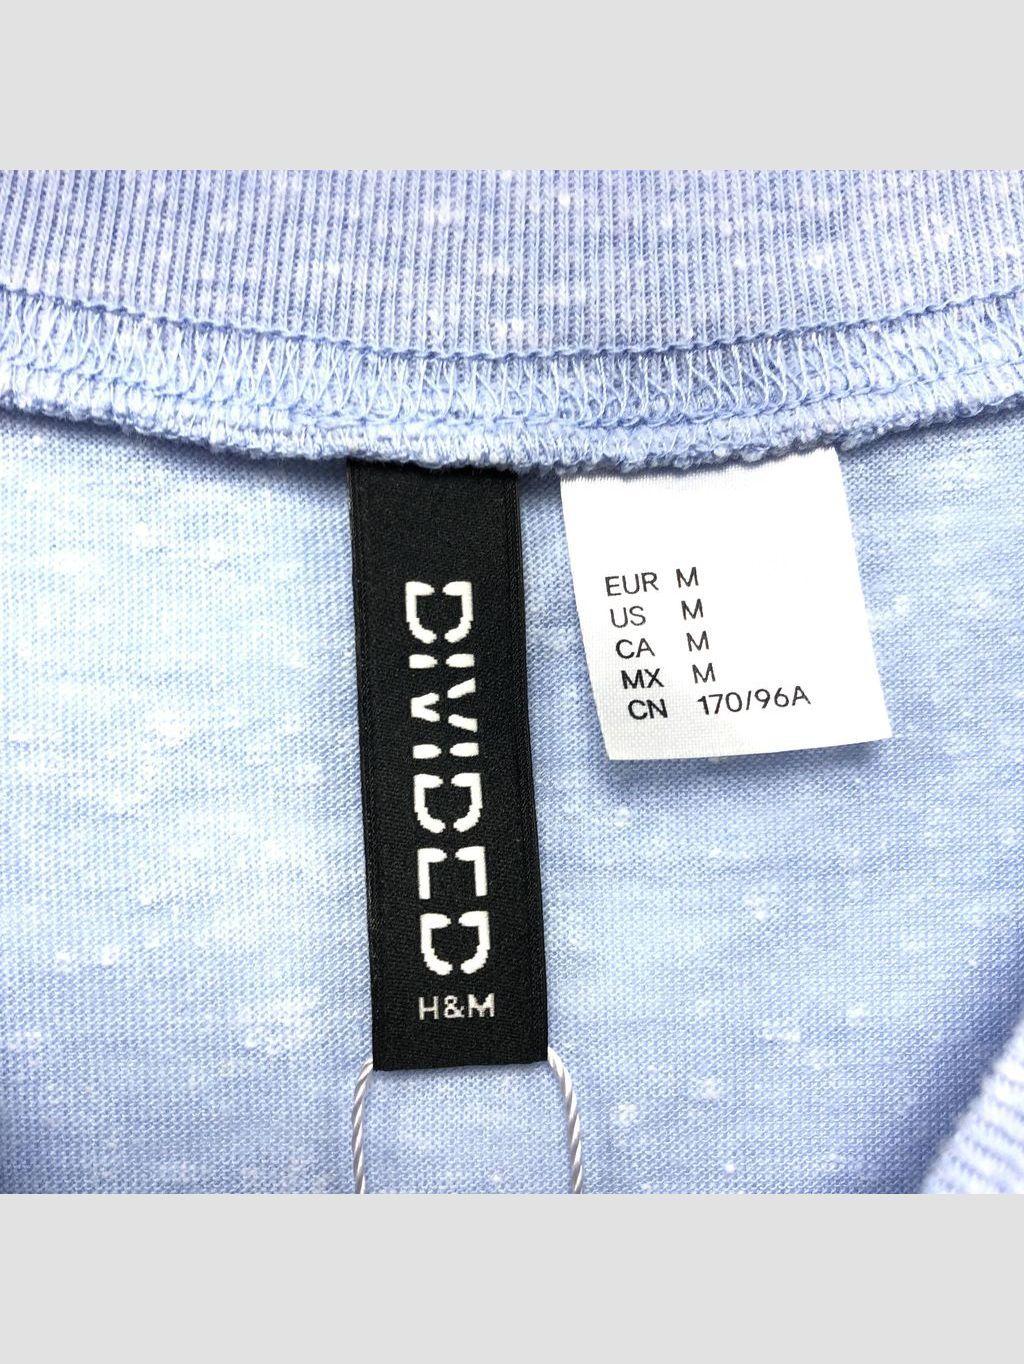 DIVIDED
H&M
EUR M
US M
CA M
MX M
CN 170/96A